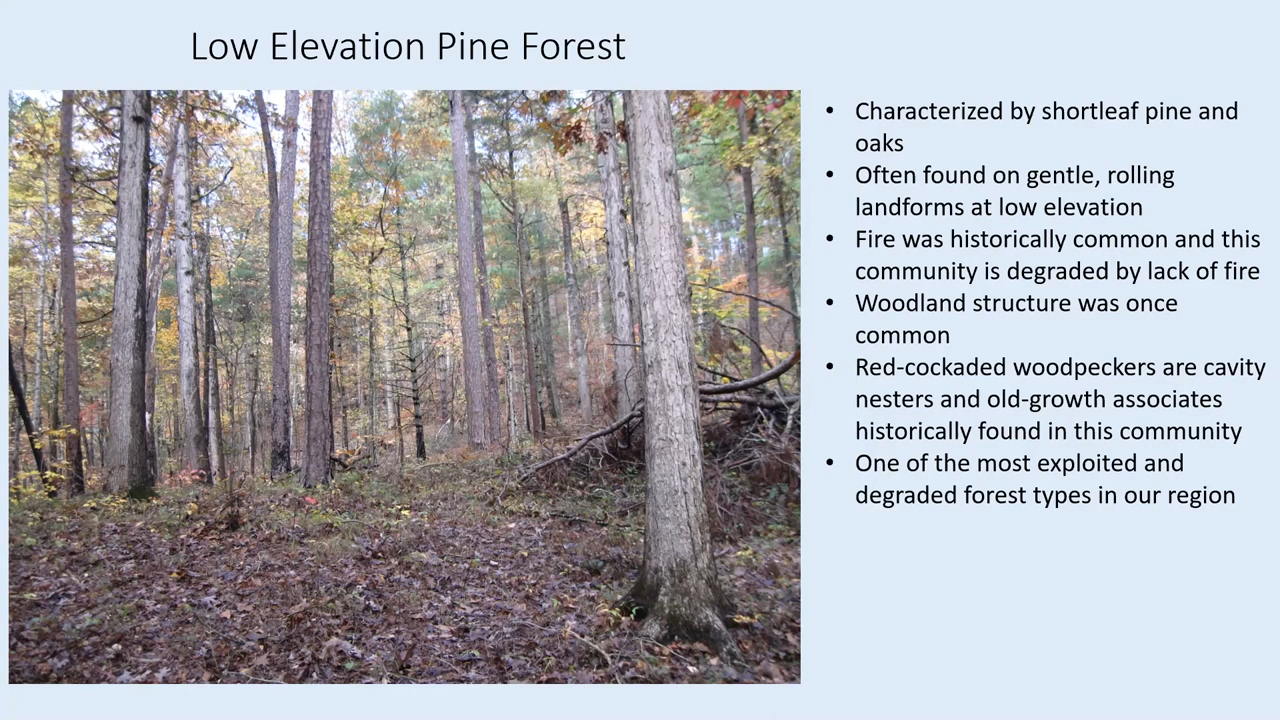 Low Elevation Pine Forest
• Characterized by shortleaf pine and
oaks
• Often found on gentle, rolling
landforms at low elevation
• Fire was historically common and this
community is degraded by lack of fire
• Woodland structure was once
common
• Red-cockaded woodpeckers are cavity
nesters and old-growth associates
historically found in this community
• One of the most exploited and
degraded forest types in our region